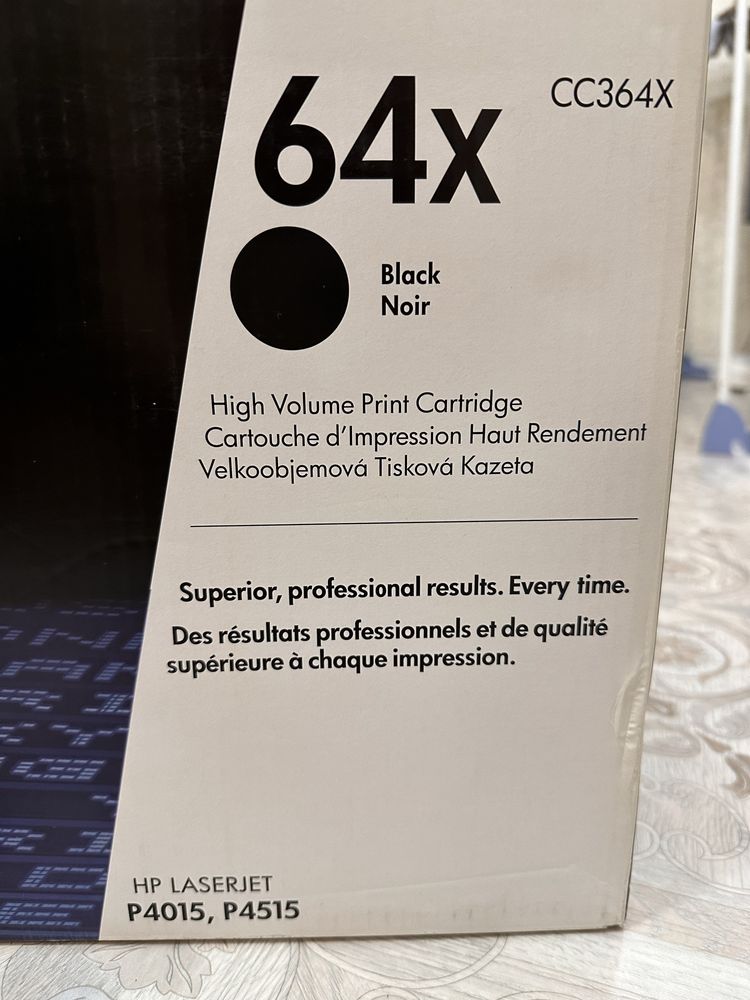 CC364X
64x
Black
Noir
High Volume Print Cartridge
Cartouche d'Impression Haut Rendement
Velkoobjemová Tisková Kazeta
Superior, professional results. Every time.
Des résultats professionnels et de qualité
supérieure à chaque impression.
HP LASERJET
P4015, P4515